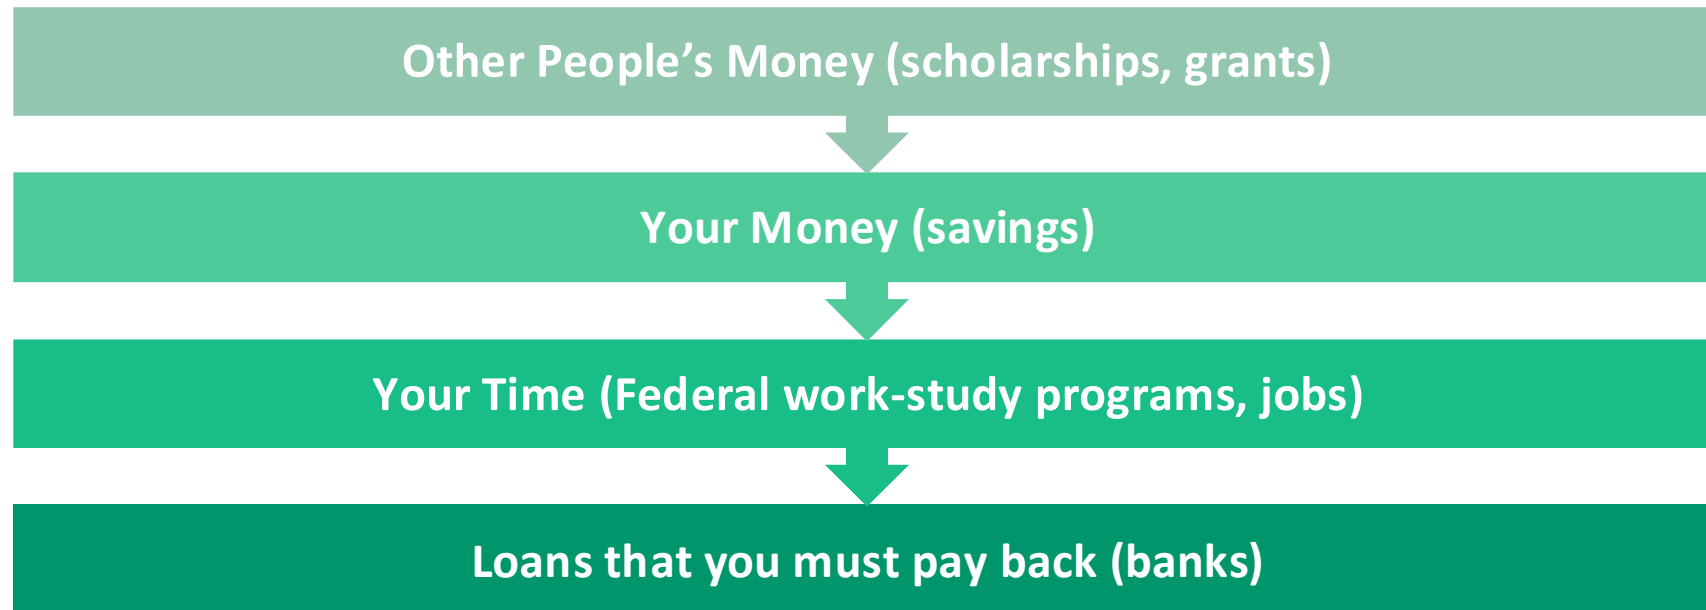 Other People’s Money (scholarships, grants)
Your Money (savings)
Your Time (Federal work-study programs, jobs)
Loans that you must pay back (banks)